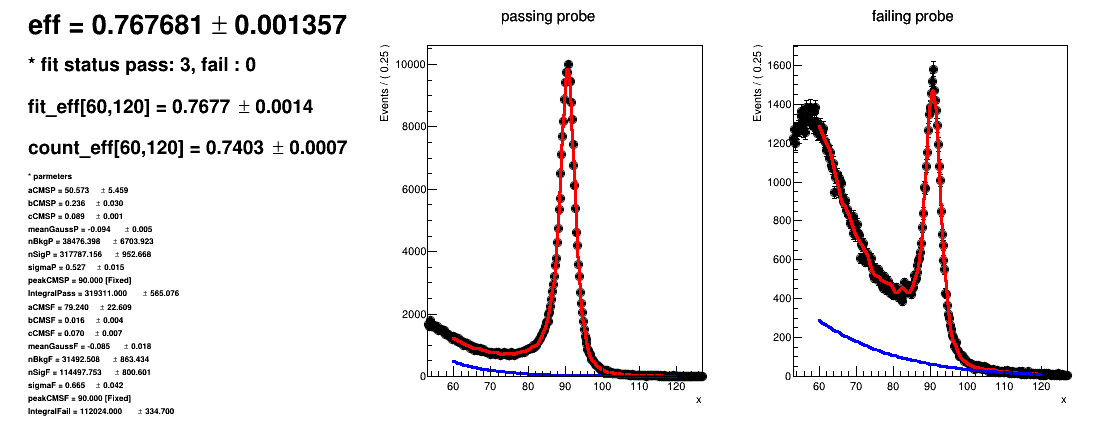 eff = 0.767681 ± 0.001357
* fit status pass: 3, fail : 0
fit_eff[60,120] = 0.7677 ± 0.0014
count_eff[60,120] = 0.7403 ± 0.0007
* parmeters
aCMSP = 50.573 ± 5.459
bCMSP = 0.236 ± 0.030
cCMSP = 0.089 ± 0.001
meanGaussP = -0.094 ± 0.005
nBkgP = 38476.398 ± 6703.923
nSigP = 317787.156 ± 952.668
sigmaP = 0.527 ± 0.015
peakCMSP = 90.000 [Fixed]
IntegralPass = 319311.000 ± 565.076
aCMSF = 79.240 ± 22.609
bCMSF = 0.016 ± 0.004
cCMSF = 0.070 ± 0.007
meanGaussF = -0.085 ± 0.018
nBkgF = 31492.508 ± 863.434
nSigF = 114497.753 ± 800.601
sigmaF = 0.665 ± 0.042
peakCMSF = 90.000 [Fixed]
IntegralFail = 112024.000 ± 334.700
passing probe
Events / ( 0.25 )
10000
8000
6000
4000
2000
0
60 70 80 90 100 110 120
x
failing probe
Events / ( 0.25 )
1600
1400
1200
1000
800
600
400
200
0
60 70 80 90 100 110 120
x